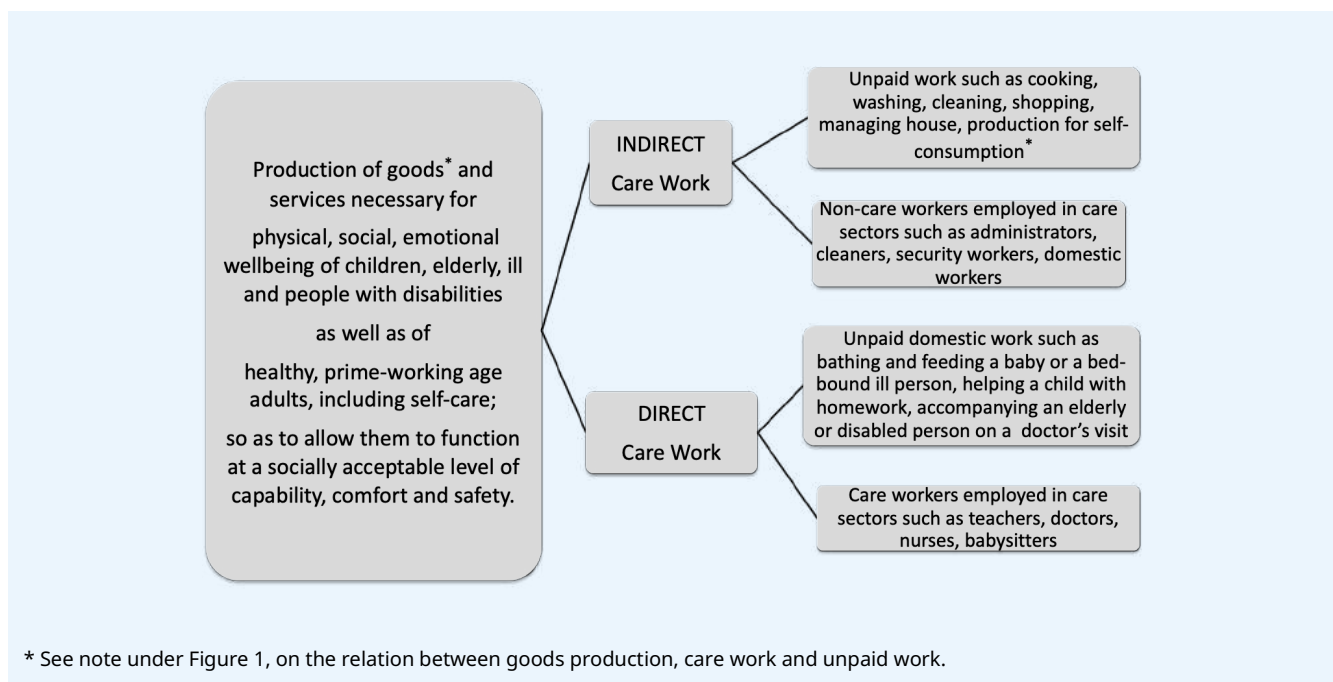 Production of goods* and
services necessary for
physical, social, emotional
wellbeing of children, elderly, ill
and people with disabilities
as well as of
healthy, prime-working age
adults, including self-care;
so as to allow them to function
at a socially acceptable level of
capability, comfort and safety.
INDIRECT
Care Work
Unpaid work such as cooking,
washing, cleaning, shopping,
managing house, production for self-
consumption*
Non-care workers employed in care
sectors such as administrators,
cleaners, security workers, domestic
workers
DIRECT
Care Work
Unpaid domestic work such as
bathing and feeding a baby or a bed-
bound ill person, helping a child with
homework, accompanying an elderly
or disabled person on a doctor’s visit
Care workers employed in care
sectors such as teachers, doctors,
nurses, babysitters
* See note under Figure 1, on the relation between goods production, care work and unpaid work.